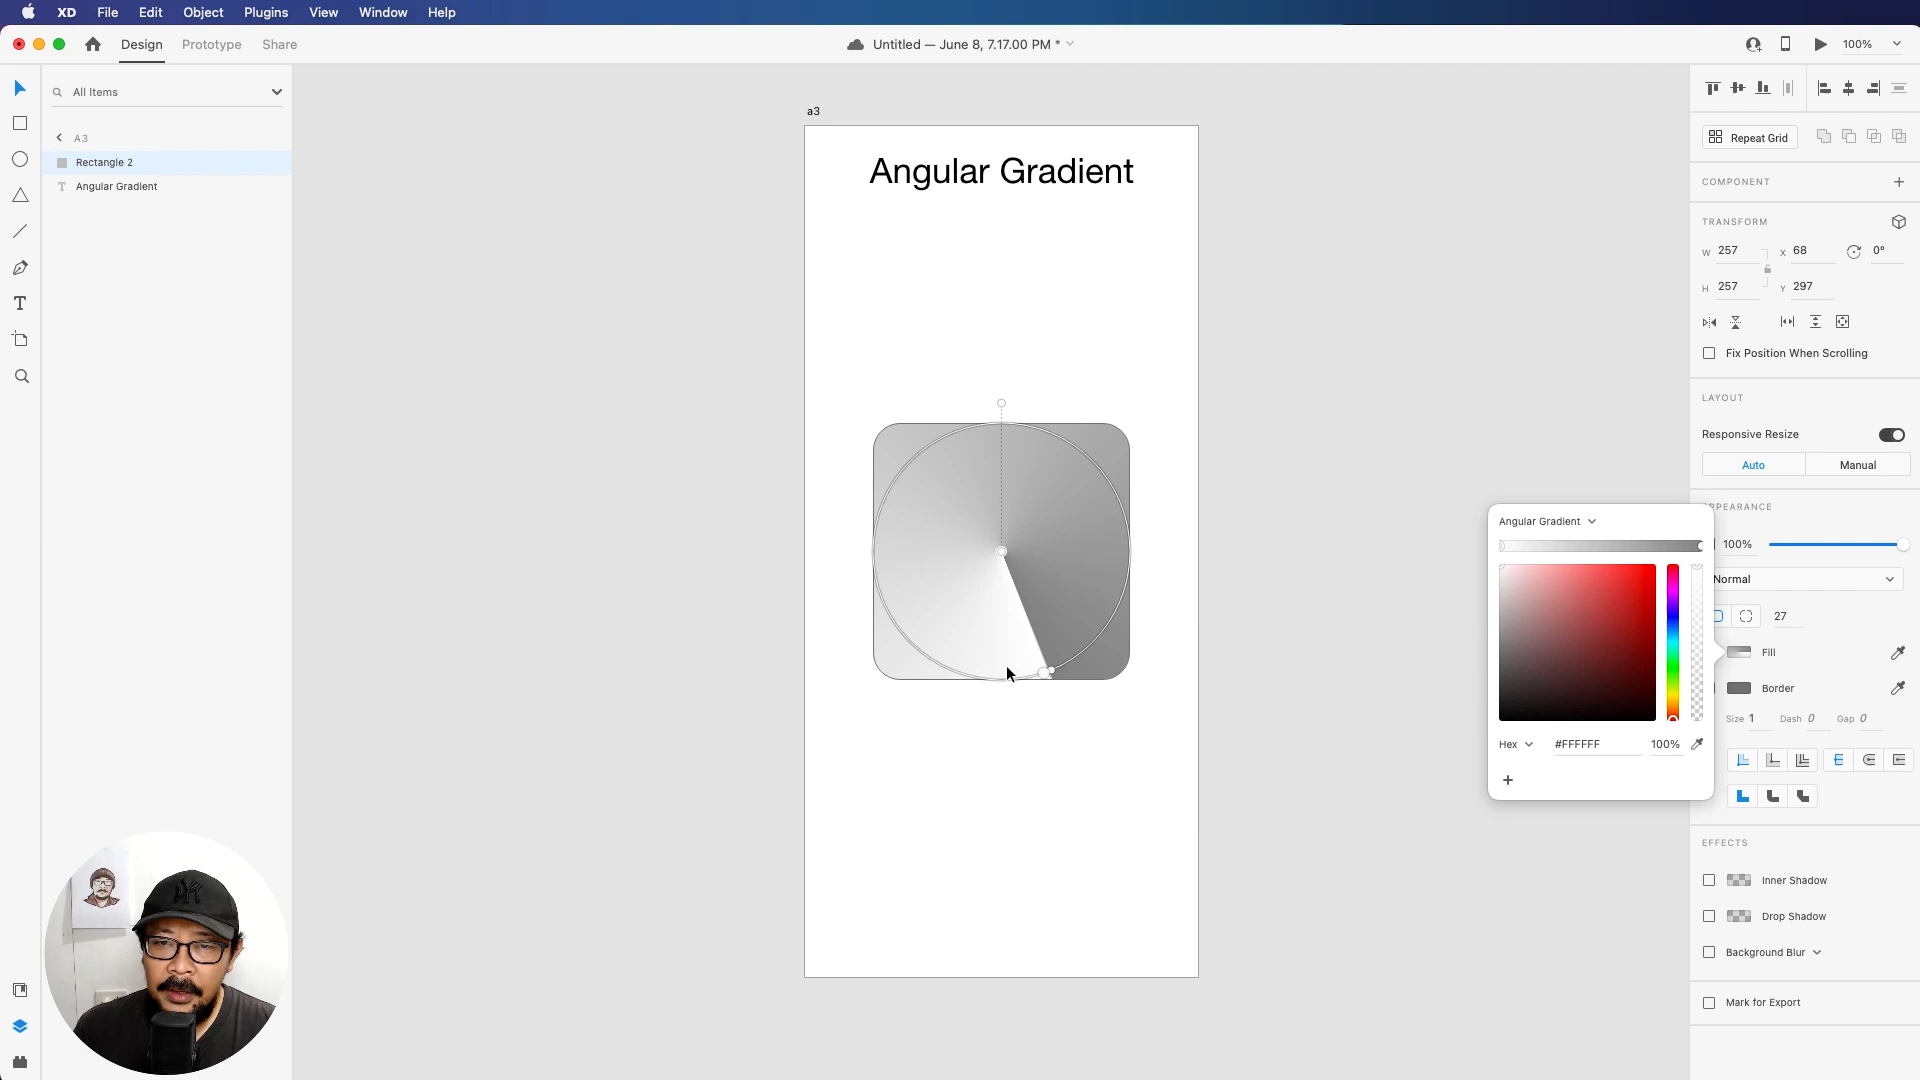 XD File Edit Object Plugins View Window Help
Design Prototype Share
Untitled — June 8, 7.17.00 PM *
100%
All Items
A3
Rectangle 2
T Angular Gradient
a3
Angular Gradient
Repeat Grid
COMPONENT
TRANSFORM
W 257 X 68 0°
H 257 Y 297
Fix Position When Scrolling
LAYOUT
Responsive Resize
Auto Manual
PPEARANCE
100%
Normal
27
Fill
Border
Size 1 Dash 0 Gap 0
Angular Gradient
Hex #FFFFFF 100%
EFFECTS
Inner Shadow
Drop Shadow
Background Blur
Mark for Export